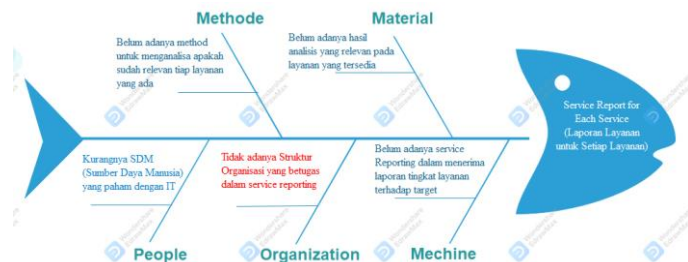 Methode
Material
Belum adanya method
untuk menganalisa apakah
sudah relevan tiap layanan
yang ada
Belum adanya hasil
analisis yang relevan pada
layanan yang tersedia
Service Report for
Each Service
(Laporan Layanan
untuk Setiap Layanan)
Kurangnya SDM
(Sumber Daya Manusia)
yang paham dengan IT
Tidak adanya Struktur
Organisasi yang betugas
dalam service reporting
Belum adanya service
Reporting dalam menerima
laporan tingkat layanan
terhadap target
People
Organization
Mechine
Wondershare
EdrawMax